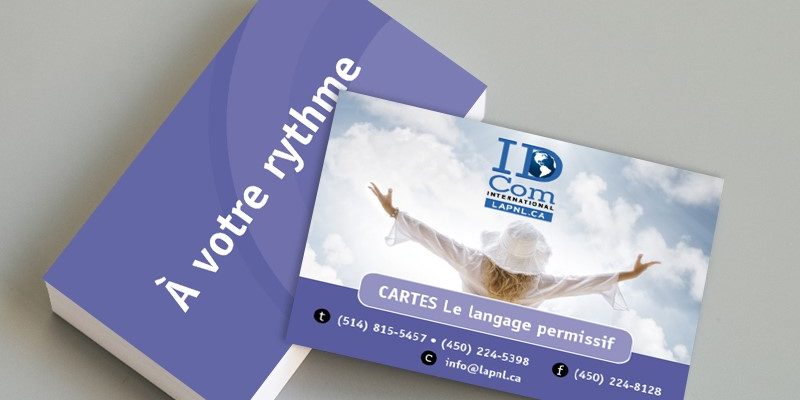 À votre rythme
ID
Com
INTERNATIONAL
LAPNL.CA
CARTES Le langage permissif
t (514) 815-5457 • (450) 224-5398
f (450) 224-8128
c info@lapnl.ca